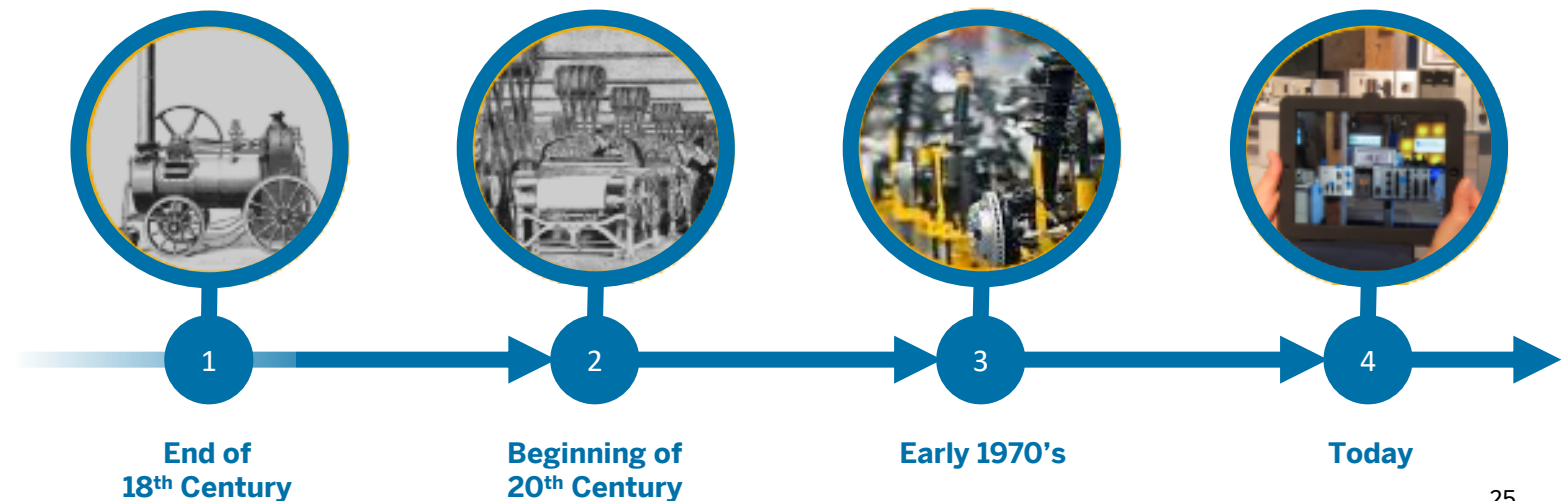 1
2
3
4
End of
18th Century
Beginning of
20th Century
Early 1970's
Today
25